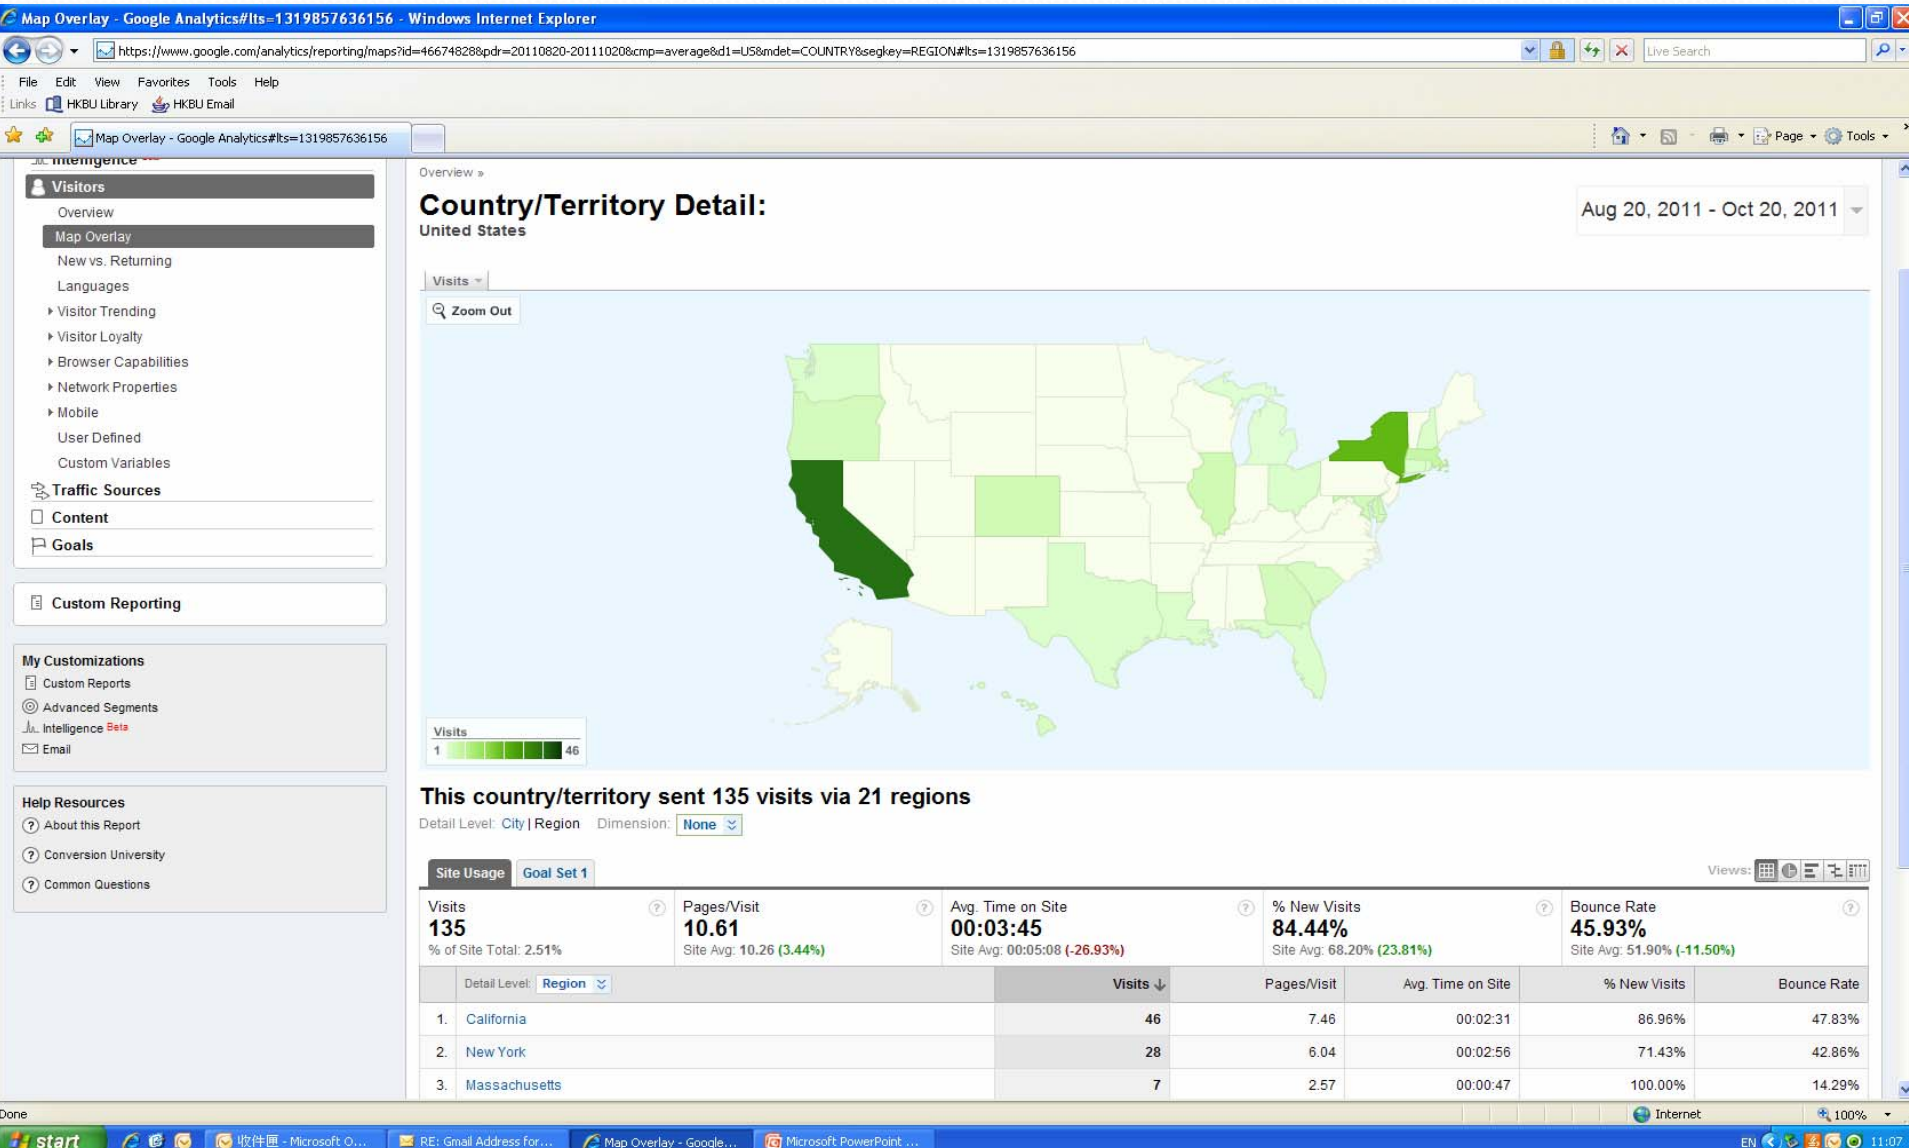 Map Overlay - Google Analytics#lts=1319857636156 - Windows Internet Explorer
https://www.google.com/analytics/reporting/maps?id=46674828&pdr=20110820-20111020&cmp=average&d1=US&mdet=COUNTRY&segkey=REGION#lts=1319857636156
Live Search
File Edit View Favorites Tools Help
Links HKBU Library HKBU Email
Map Overlay - Google Analytics#lts=1319857636156
Page Tools
Intelligence
Visitors
Overview
Map Overlay
New vs. Returning
Languages
Visitor Trending
Visitor Loyalty
Browser Capabilities
Network Properties
Mobile
User Defined
Custom Variables
Traffic Sources
Content
Goals
Custom Reporting
My Customizations
Custom Reports
Advanced Segments
Intelligence Beta
Email
Help Resources
About this Report
Conversion University
Common Questions
Overview »
Country/Territory Detail:
United States
Aug 20, 2011 - Oct 20, 2011
Visits
Zoom Out
Visits
1 46
This country/territory sent 135 visits via 21 regions
Detail Level: City | Region Dimension: None
Site Usage Goal Set 1
Views:
Visits
135
% of Site Total: 2.51%
Pages/Visit
10.61
Site Avg: 10.26 (3.44%)
Avg. Time on Site
00:03:45
Site Avg: 00:05:08 (-26.93%)
% New Visits
84.44%
Site Avg: 68.20% (23.81%)
Bounce Rate
45.93%
Site Avg: 51.90% (-11.50%)
Detail Level: Region Visits Pages/Visit Avg. Time on Site % New Visits Bounce Rate
1. California 46 7.46 00:02:31 86.96% 47.83%
2. New York 28 6.04 00:02:56 71.43% 42.86%
3. Massachusetts 7 2.57 00:00:47 100.00% 14.29%
Done
Internet
100%
start
收件匣 - Microsoft O...
RE: Gmail Address for...
Map Overlay - Google...
Microsoft PowerPoint ...
EN
11:07